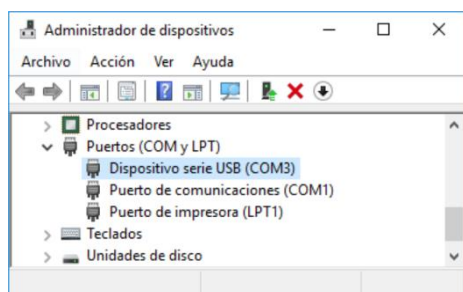 Administrador de dispositivos
Archivo Acción Ver Ayuda
Procesadores
Puertos (COM y LPT)
Dispositivo serie USB (COM3)
Puerto de comunicaciones (COM1)
Puerto de impresora (LPT1)
Teclados
Unidades de disco